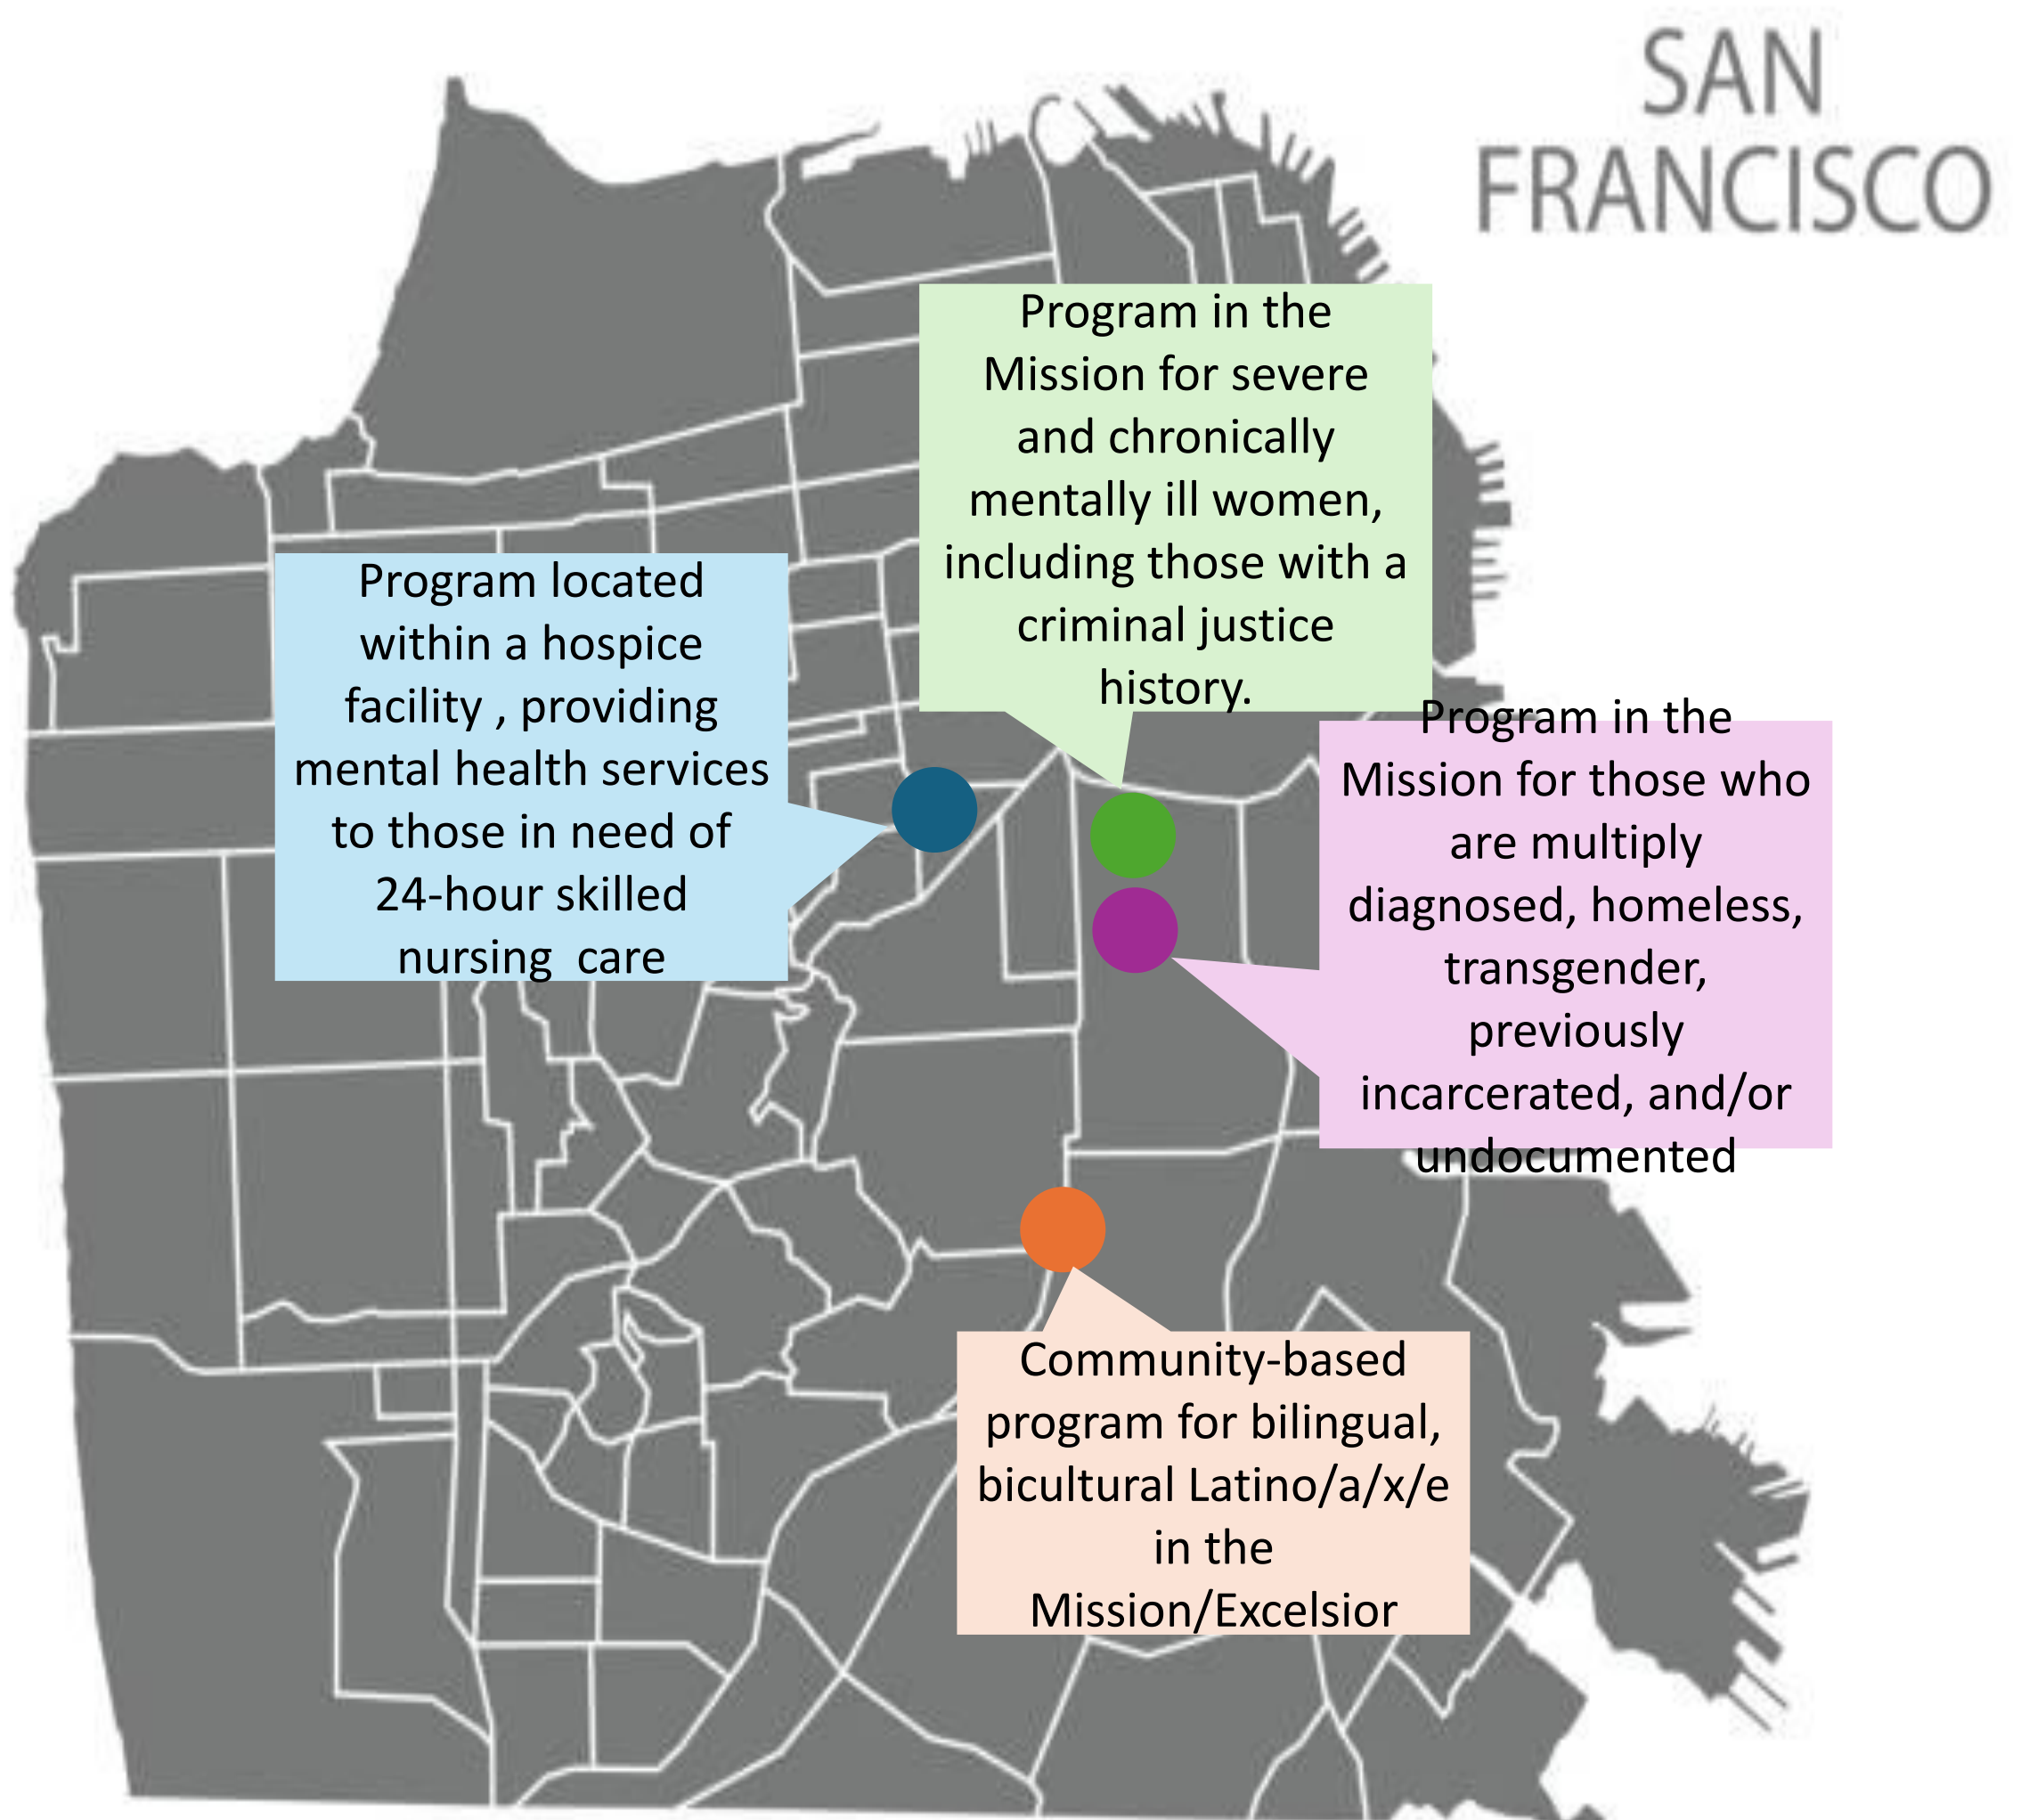 SAN
FRANCISCO
Program in the
Mission for severe
and chronically
mentally ill women,
including those with a
criminal justice
history.
Program located
within a hospice
facility , providing
mental health services
to those in need of
24-hour skilled
nursing  care
Program in the
Mission for those who
are multiply
diagnosed, homeless,
transgender,
previously
incarcerated, and/or
undocumented
Community-based
program for bilingual,
bicultural Latino/a/x/e
in the
Mission/Excelsior